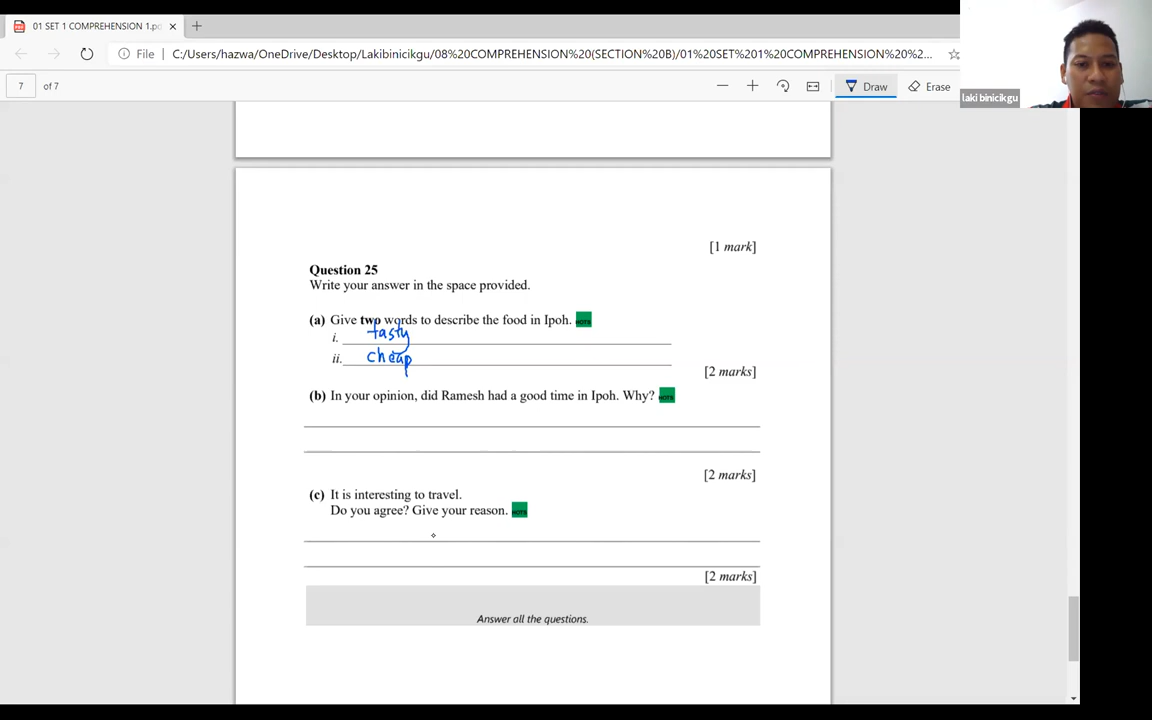 01 SET 1 COMPREHENSION 1.pd
File C:/Users/hazwa/OneDrive/Desktop/Lakibinicikgu/08%20COMPREHENSION%20(SECTION%20B)/01%20SET%201%20COMPREHENSION%20%2...
7 of 7
Draw
Erase
laki binicikgu
[1 mark]
Question 25
Write your answer in the space provided.
(a) Give two words to describe the food in Ipoh. HOTS
i. tasty
ii. cheap
[2 marks]
(b) In your opinion, did Ramesh had a good time in Ipoh. Why? HOTS
[2 marks]
(c) It is interesting to travel.
Do you agree? Give your reason. HOTS
[2 marks]
Answer all the questions.